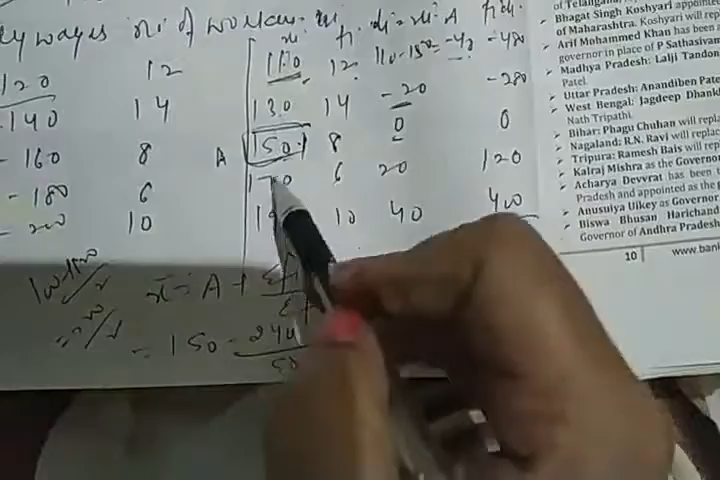 ly wages no. of workers. xi fi di = xi - A fidi
120 12 110 12 110-150 = -40 -480
-140 14 130 14 -20 -280
- 160 8 A 150 8 0 0
- 180 6 170 6 20 120
- 200 10 10 40 400
x̄ = A +
= 150 - 240
50
of Telangana,
Bhagat Singh Koshyari appointed
of Maharashtra. Koshyari will rep
Arif Mohammed Khan has been
governor in place of P Sathasivam
Madhya Pradesh: Lalji Tandon
Patel.
Uttar Pradesh: Anandiben Pate
West Bengal: Jagdeep Dhank
Nath Tripathi.
Bihar: Phagu Chuhan will repla
Nagaland: R.N. Ravi will replac
Tripura: Ramesh Bais will repla
Kalraj Mishra as the Governor
Acharya Devvrat has been
Pradesh and appointed as the
Anusuiya Uikey as Governor
Biswa Bhusan Harichand
Governor of Andhra Pradesh
10 www.bank